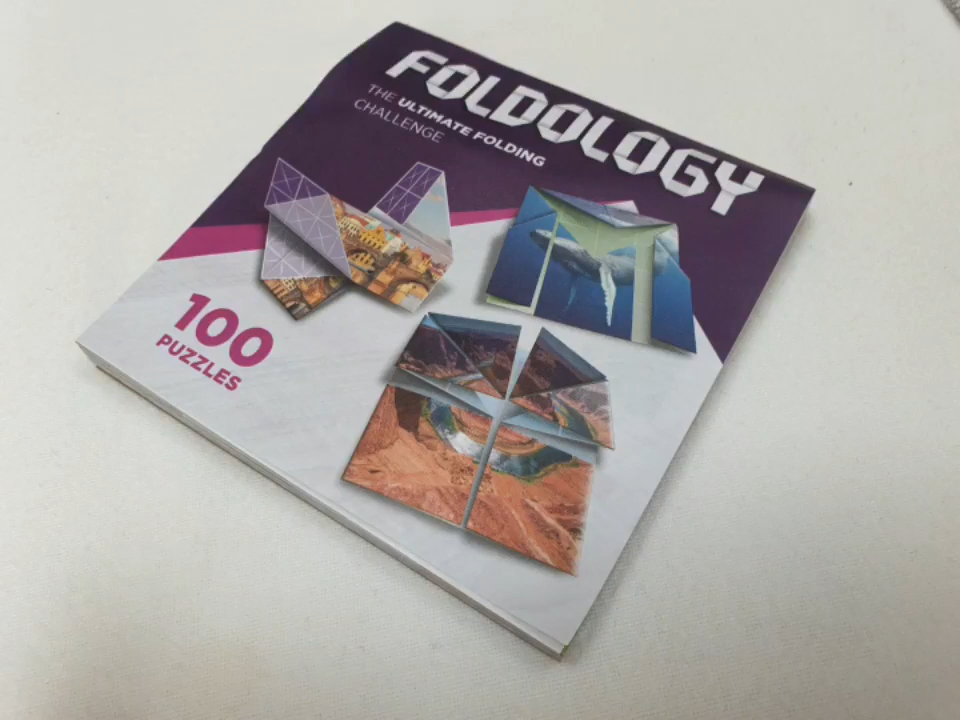 FOLDOLOGY
THE ULTIMATE FOLDING
CHALLENGE
100
PUZZLES